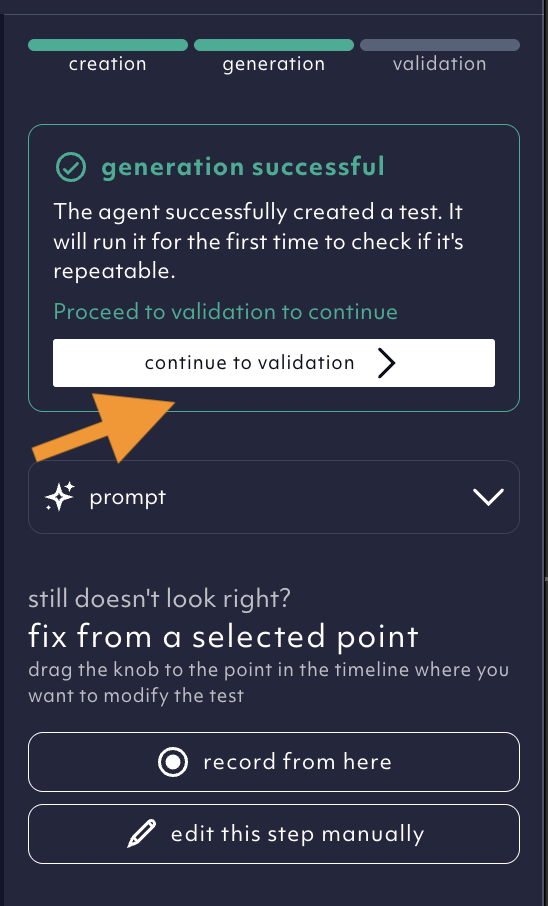 creation
generation
validation
generation successful
The agent successfully created a test. It
will run it for the first time to check if it's
repeatable.
Proceed to validation to continue
continue to validation
prompt
still doesn't look right?
fix from a selected point
drag the knob to the point in the timeline where you
want to modify the test
record from here
edit this step manually